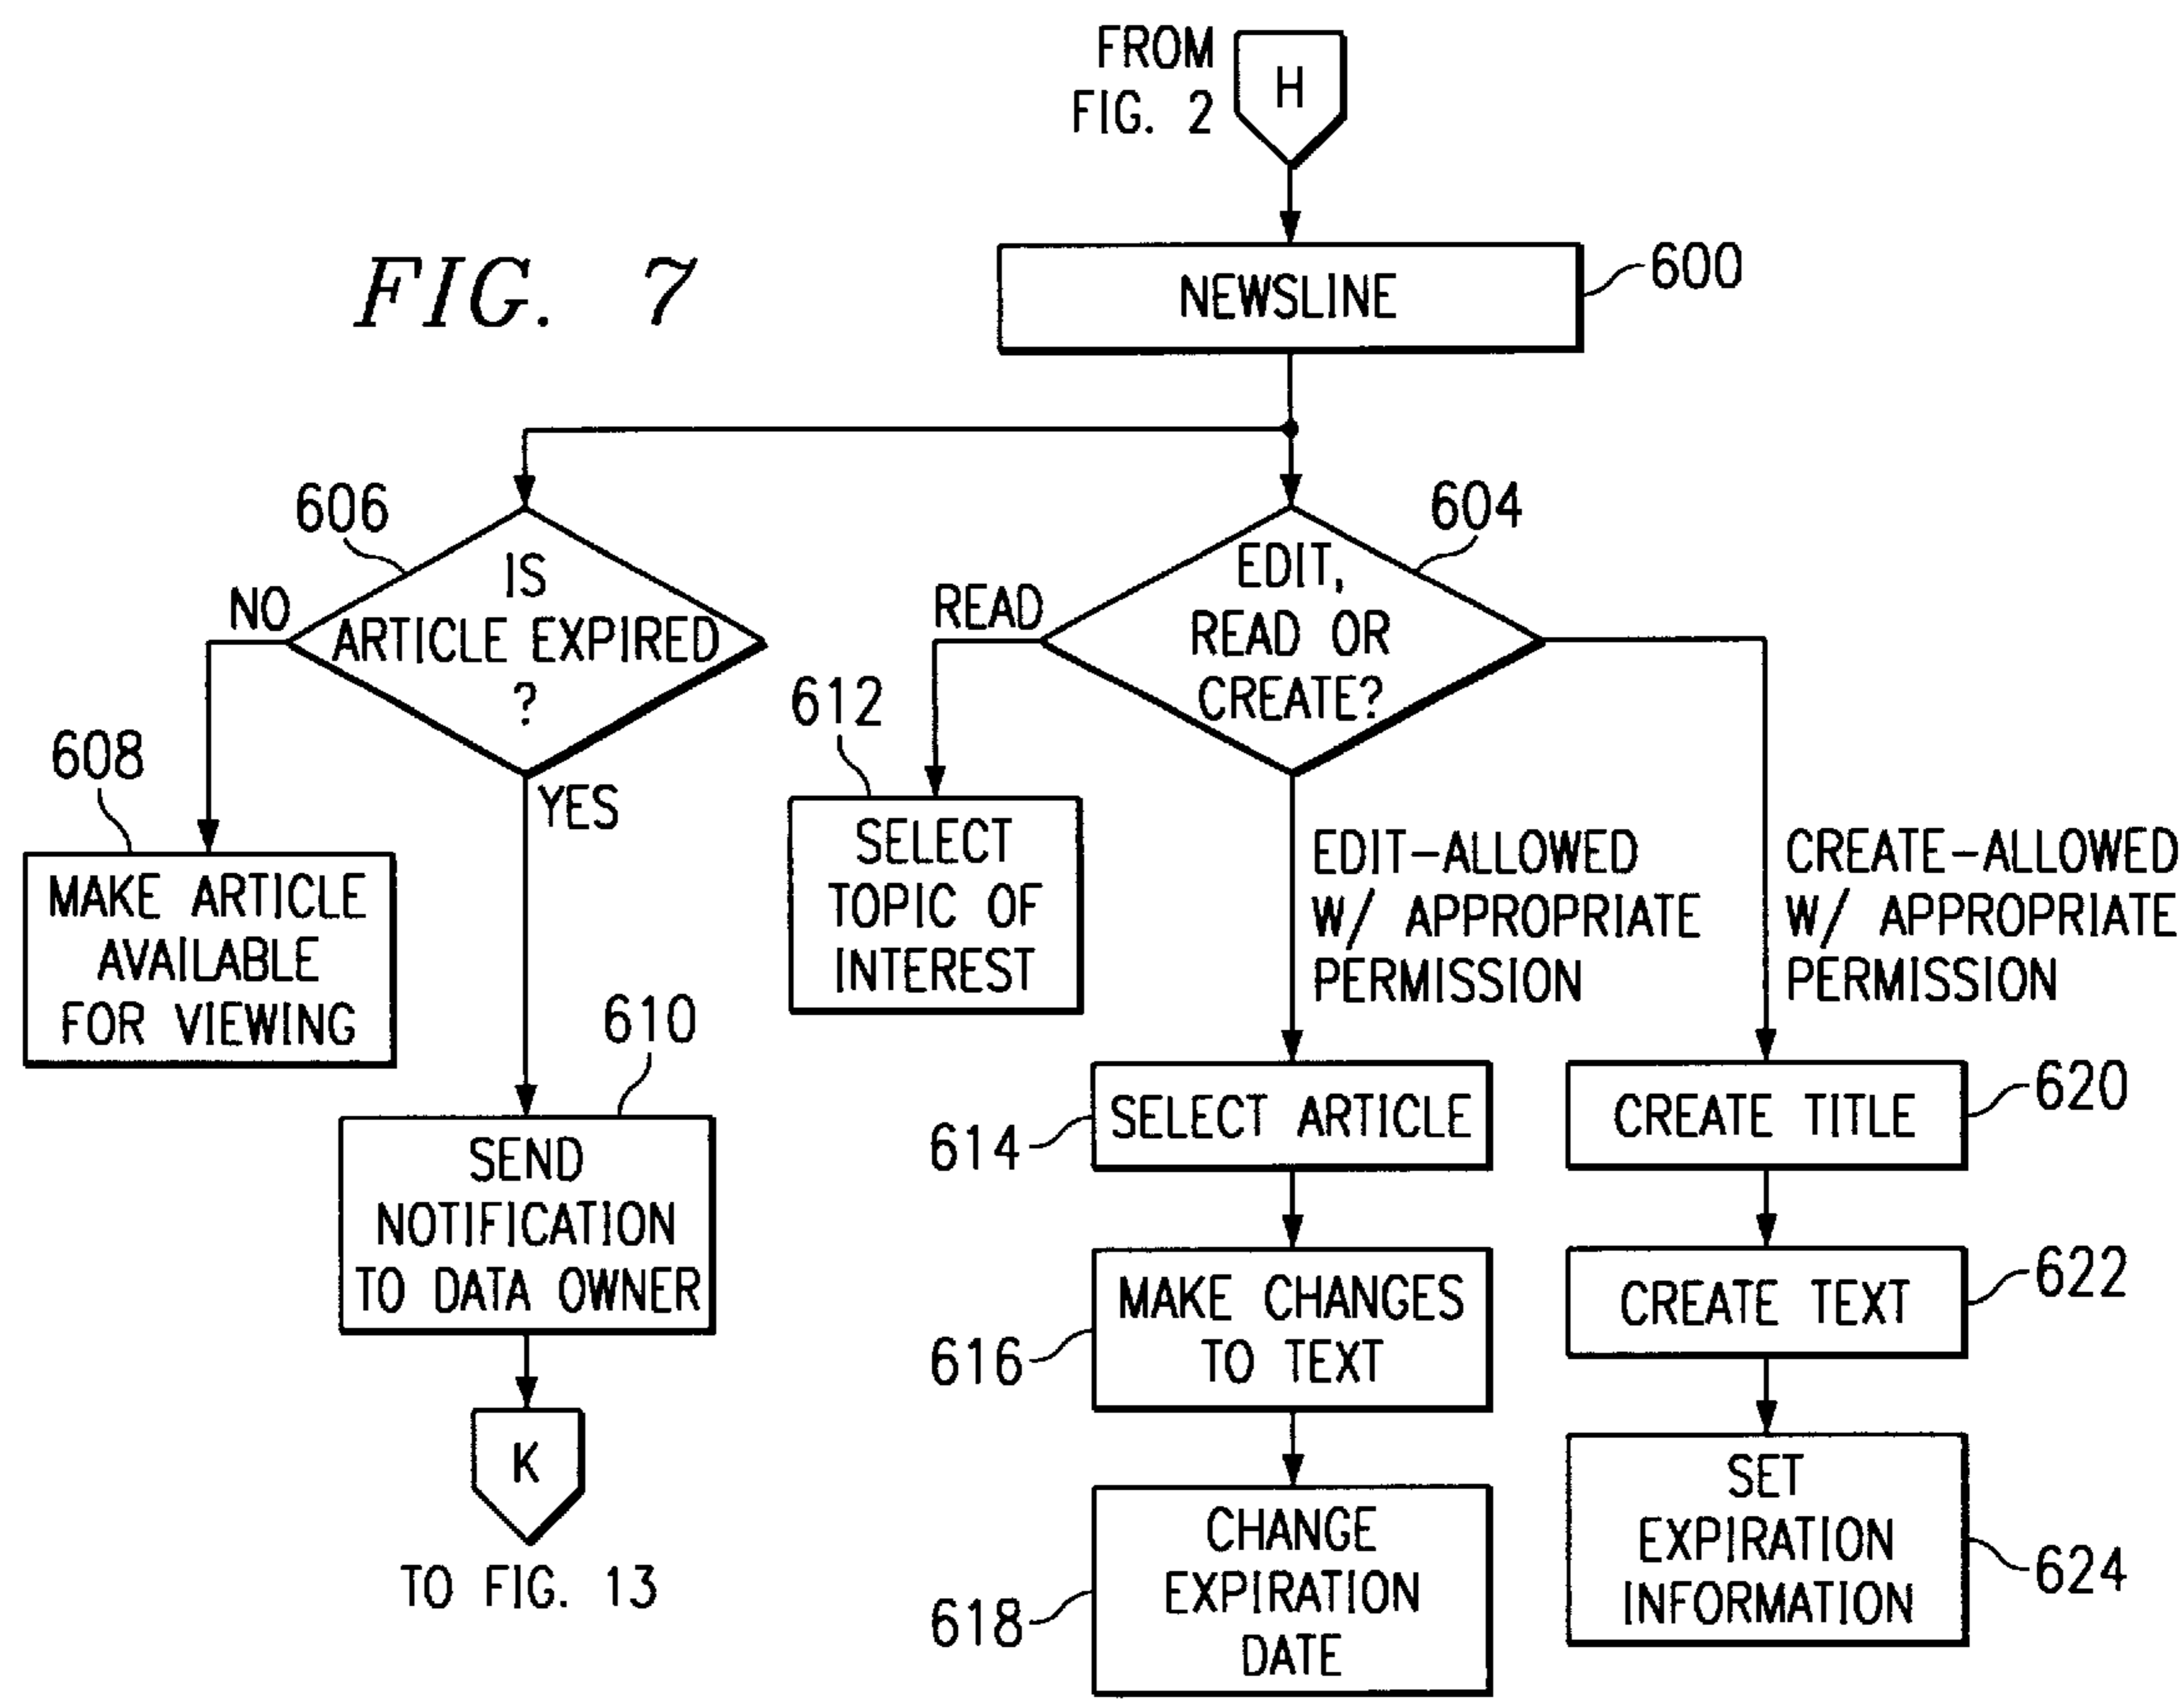 FROM
FIG. 2
H
FIG. 7
NEWSLINE
600
606
604
IS
ARTICLE EXPIRED
?
NO
YES
EDIT,
READ OR
CREATE?
READ
612
608
MAKE ARTICLE
AVAILABLE
FOR VIEWING
SELECT
TOPIC OF
INTEREST
EDIT-ALLOWED
W/ APPROPRIATE
PERMISSION
CREATE-ALLOWED
W/ APPROPRIATE
PERMISSION
610
SEND
NOTIFICATION
TO DATA OWNER
K
TO FIG. 13
614
SELECT ARTICLE
616
MAKE CHANGES
TO TEXT
618
CHANGE
EXPIRATION
DATE
CREATE TITLE
620
CREATE TEXT
622
SET
EXPIRATION
INFORMATION
624